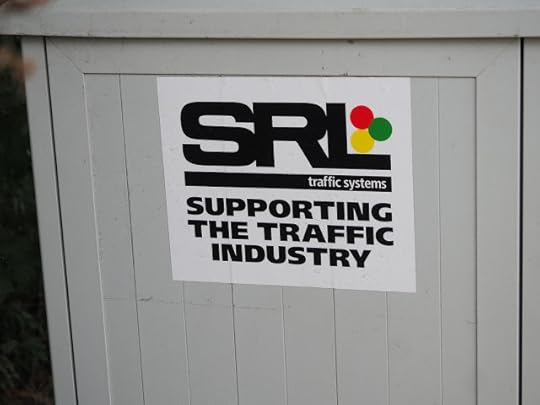 SRL
traffic systems
SUPPORTING
THE TRAFFIC
INDUSTRY